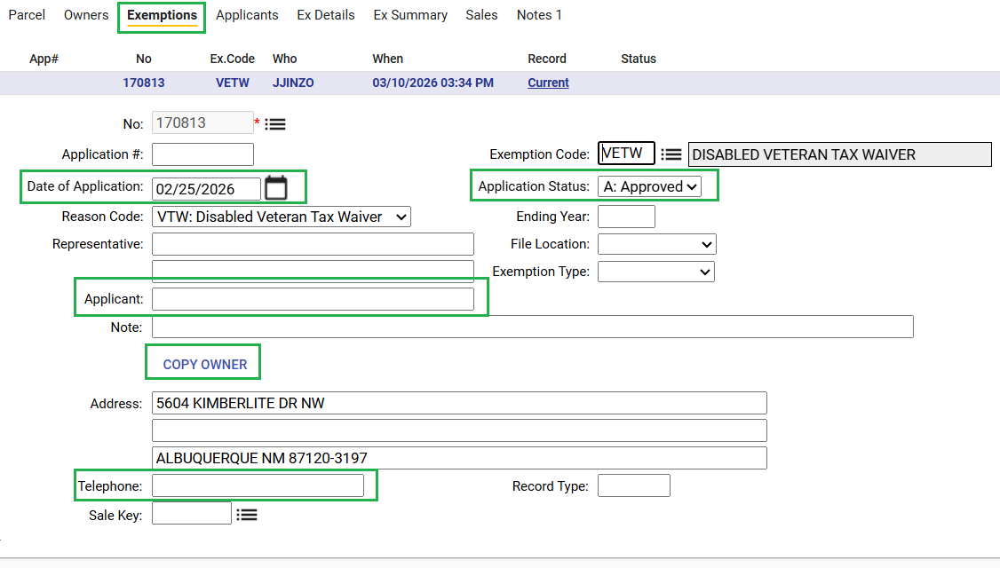 Parcel Owners Exemptions Applicants Ex Details Ex Summary Sales Notes 1
App# No Ex.Code Who When Record Status
170813 VETW JJINZO 03/10/2026 03:34 PM Current
No: 170813 *
Application #: Exemption Code: VETW DISABLED VETERAN TAX WAIVER
Date of Application: 02/25/2026 Application Status: A: Approved
Reason Code: VTW: Disabled Veteran Tax Waiver Ending Year:
Representative: File Location:
Exemption Type:
Applicant:
Note:
COPY OWNER
Address: 5604 KIMBERLITE DR NW
ALBUQUERQUE NM 87120-3197
Telephone: Record Type:
Sale Key: